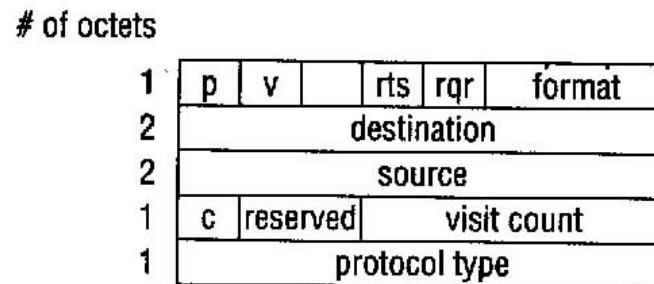 # of octets
1 p v rts rqr format
2 destination
2 source
1 c reserved visit count
1 protocol type